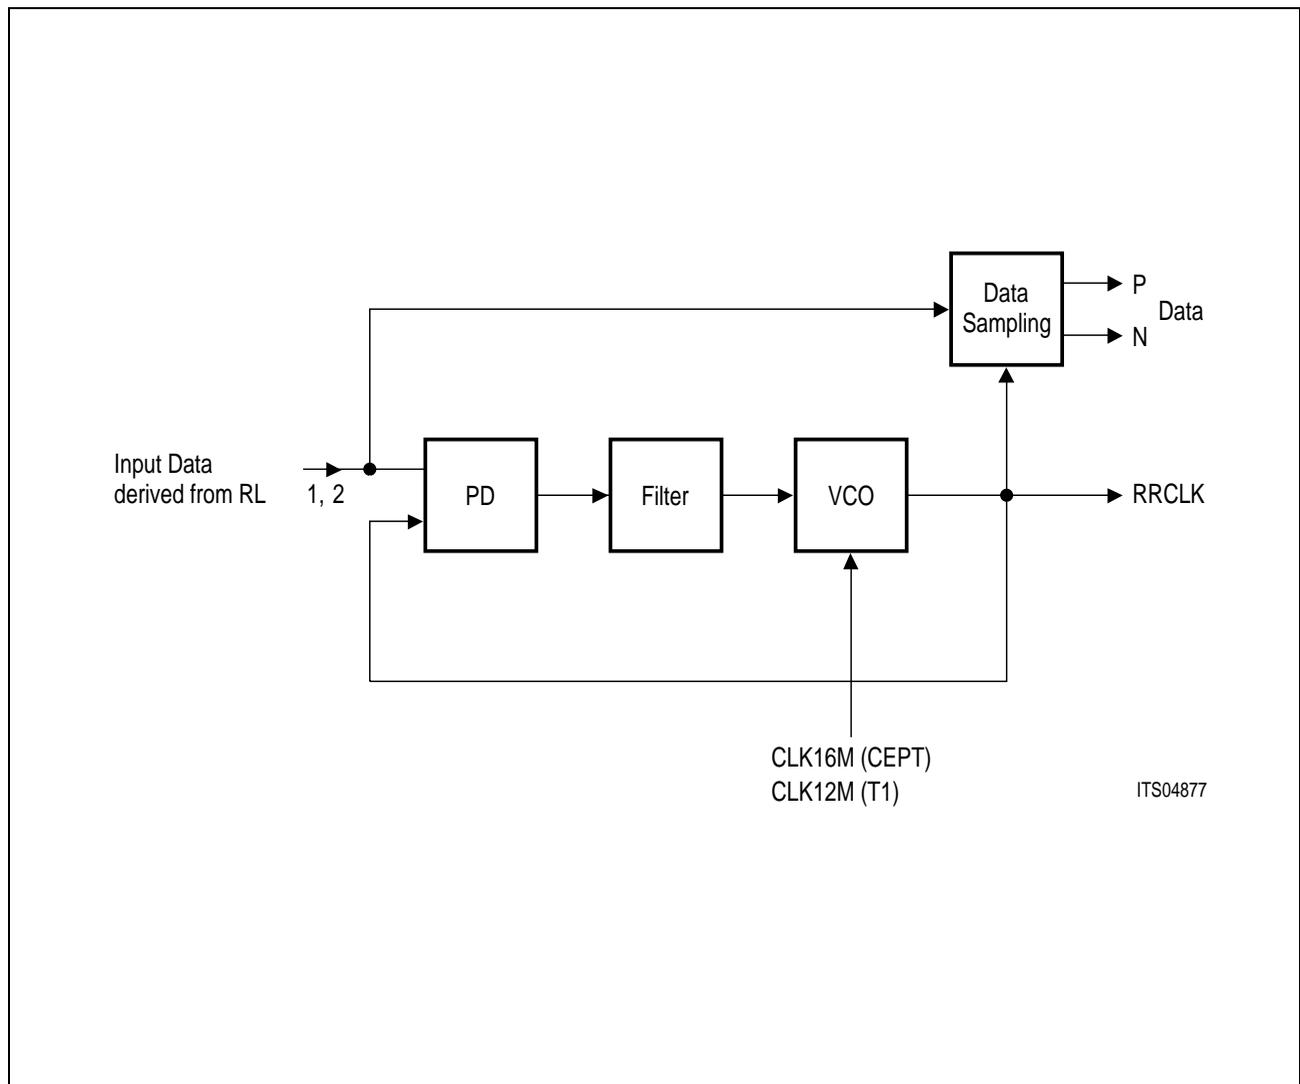 Data
Sampling
P
Data
N
Input Data
derived from RL
1, 2
PD
Filter
VCO
RRCLK
CLK16M (CEPT)
CLK12M (T1)
ITS04877